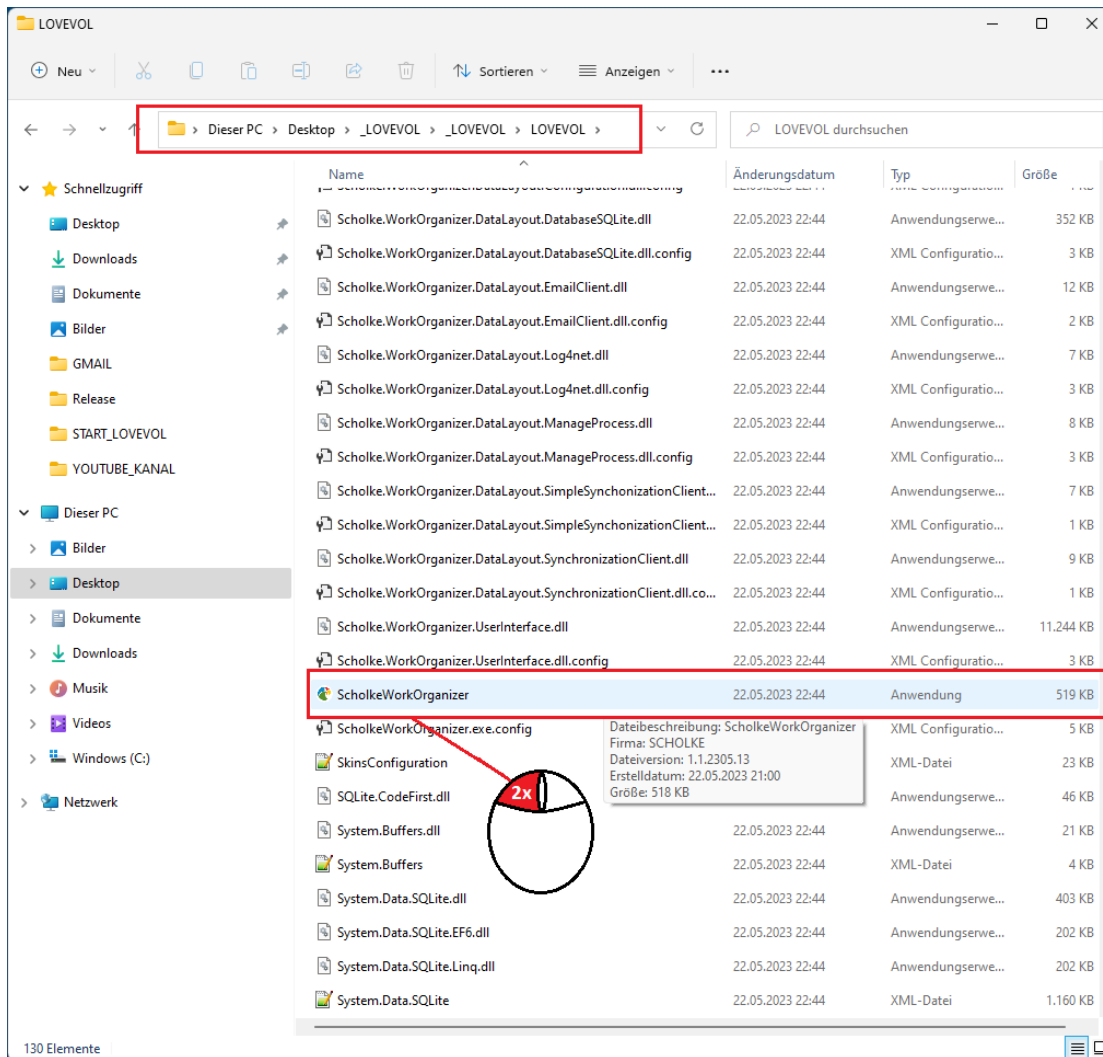 LOVEVOL
Neu
Sortieren
Anzeigen
Dieser PC > Desktop > _LOVEVOL > _LOVEVOL > LOVEVOL >
LOVEVOL durchsuchen
Name Änderungsdatum Typ Größe
Schnellzugriff
Desktop
Downloads
Dokumente
Bilder
GMAIL
Release
START_LOVEVOL
YOUTUBE_KANAL
Dieser PC
Bilder
Desktop
Dokumente
Downloads
Musik
Videos
Windows (C:)
Netzwerk
Scholke.WorkOrganizer.DataLayout.DatabaseSQLite.dll 22.05.2023 22:44 Anwendungserwe... 352 KB
Scholke.WorkOrganizer.DataLayout.DatabaseSQLite.dll.config 22.05.2023 22:44 XML Configuratio... 3 KB
Scholke.WorkOrganizer.DataLayout.EmailClient.dll 22.05.2023 22:44 Anwendungserwe... 12 KB
Scholke.WorkOrganizer.DataLayout.EmailClient.dll.config 22.05.2023 22:44 XML Configuratio... 2 KB
Scholke.WorkOrganizer.DataLayout.Log4net.dll 22.05.2023 22:44 Anwendungserwe... 7 KB
Scholke.WorkOrganizer.DataLayout.Log4net.dll.config 22.05.2023 22:44 XML Configuratio... 3 KB
Scholke.WorkOrganizer.DataLayout.ManageProcess.dll 22.05.2023 22:44 Anwendungserwe... 8 KB
Scholke.WorkOrganizer.DataLayout.ManageProcess.dll.config 22.05.2023 22:44 XML Configuratio... 3 KB
Scholke.WorkOrganizer.DataLayout.SimpleSynchonizationClient... 22.05.2023 22:44 Anwendungserwe... 7 KB
Scholke.WorkOrganizer.DataLayout.SimpleSynchonizationClient... 22.05.2023 22:44 XML Configuratio... 1 KB
Scholke.WorkOrganizer.DataLayout.SynchronizationClient.dll 22.05.2023 22:44 Anwendungserwe... 9 KB
Scholke.WorkOrganizer.DataLayout.SynchronizationClient.dll.co... 22.05.2023 22:44 XML Configuratio... 1 KB
Scholke.WorkOrganizer.UserInterface.dll 22.05.2023 22:44 Anwendungserwe... 11.244 KB
Scholke.WorkOrganizer.UserInterface.dll.config 22.05.2023 22:44 XML Configuratio... 3 KB
ScholkeWorkOrganizer 22.05.2023 22:44 Anwendung 519 KB
ScholkeWorkOrganizer.exe.config XML Configuratio... 5 KB
Dateibeschreibung: ScholkeWorkOrganizer
Firma: SCHOLKE
Dateiversion: 1.1.2305.13
Erstelldatum: 22.05.2023 21:00
Größe: 518 KB
SkinsConfiguration XML-Datei 23 KB
2x
SQLite.CodeFirst.dll Anwendungserwe... 46 KB
System.Buffers.dll 22.05.2023 22:44 Anwendungserwe... 21 KB
System.Buffers 22.05.2023 22:44 XML-Datei 4 KB
System.Data.SQLite.dll 22.05.2023 22:44 Anwendungserwe... 403 KB
System.Data.SQLite.EF6.dll 22.05.2023 22:44 Anwendungserwe... 202 KB
System.Data.SQLite.Linq.dll 22.05.2023 22:44 Anwendungserwe... 202 KB
System.Data.SQLite 22.05.2023 22:44 XML-Datei 1.160 KB
130 Elemente